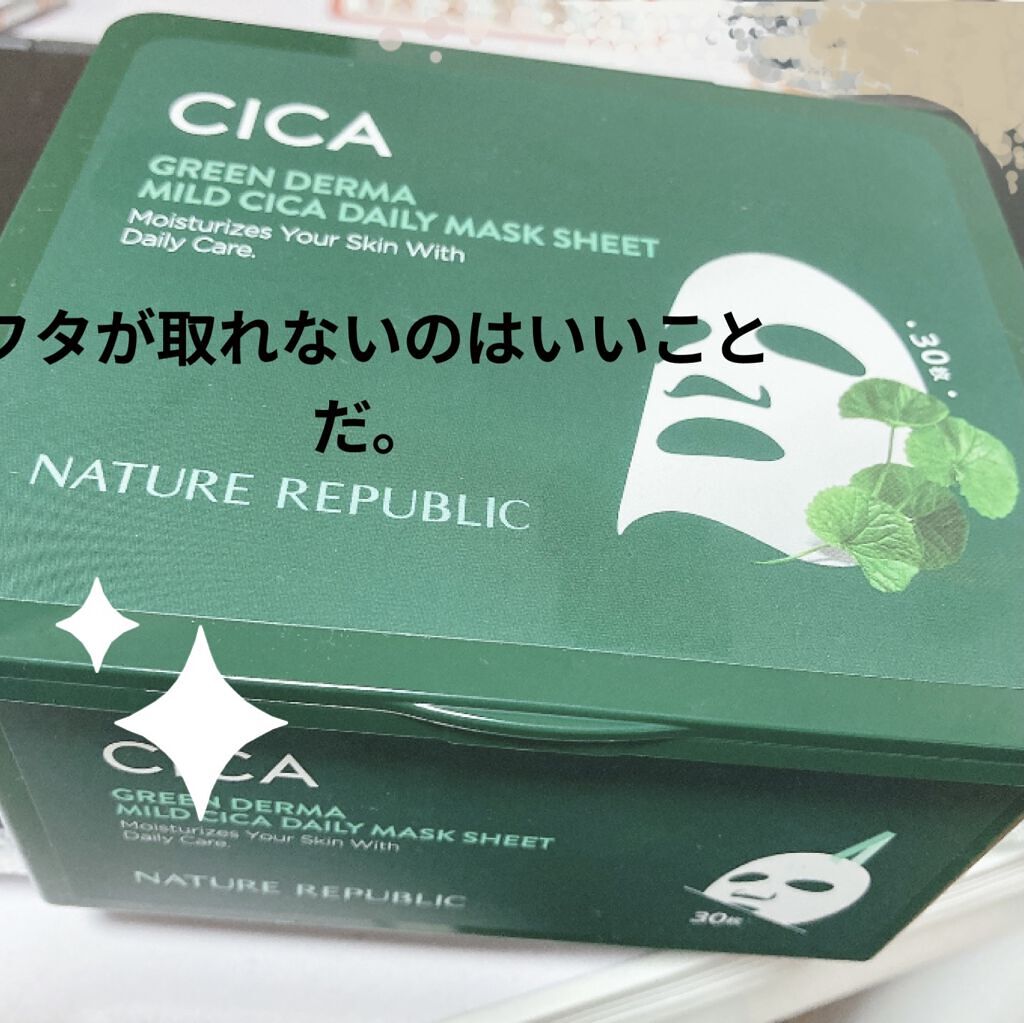 CICA
GREEN DERMA
MILD CICA DAILY MASK SHEET
Moisturizes Your Skin With
Daily Care.
フタが取れないのはいいこと
だ。
・30枚・
NATURE REPUBLIC
CICA
GREEN DERMA
MILD CICA DAILY MASK SHEET
Moisturizes Your Skin With
Daily Care.
NATURE REPUBLIC
30枚